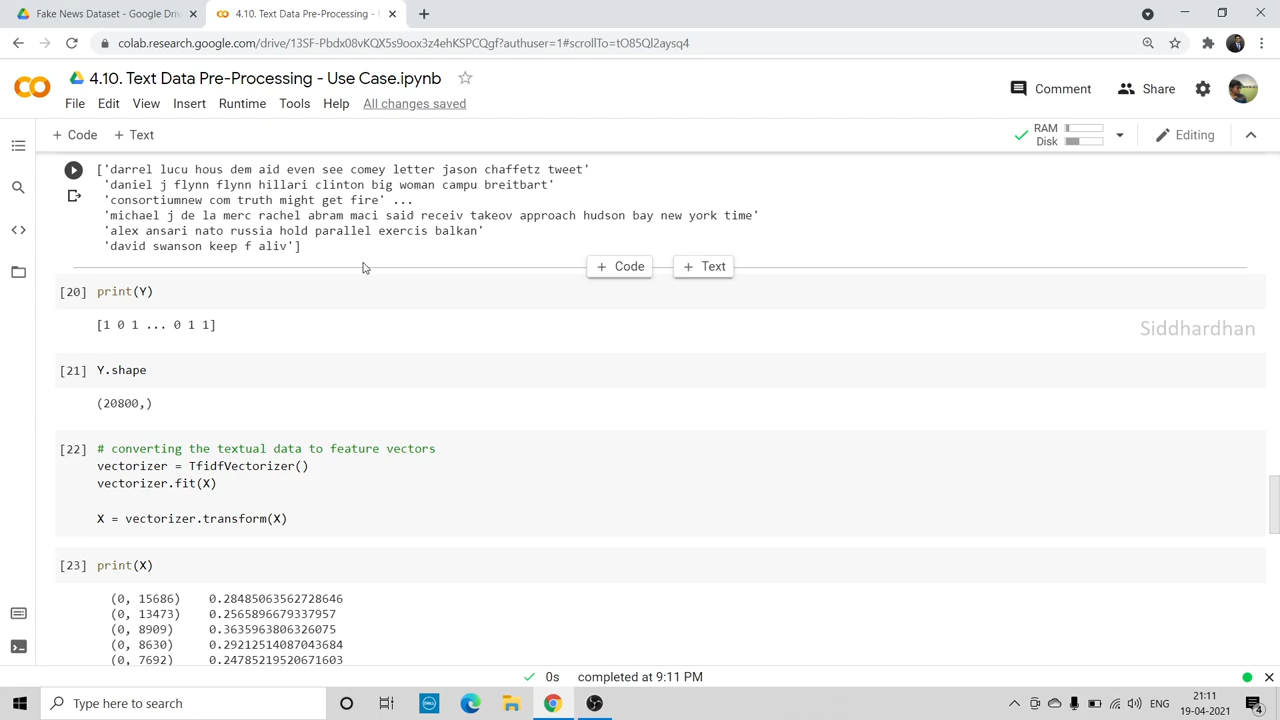 Fake News Dataset - Google Driv
4.10. Text Data Pre-Processing - U
colab.research.google.com/drive/13SF-Pbdx08vKQX5s9oox3z4ehKSPCQgf?authuser=1#scrollTo=tO85Ql2aysq4
4.10. Text Data Pre-Processing - Use Case.ipynb
Comment
Share
File Edit View Insert Runtime Tools Help All changes saved
+ Code + Text
RAM
Disk
Editing
['darrel lucu hous dem aid even see comey letter jason chaffetz tweet'
'daniel j flynn flynn hillari clinton big woman campu breitbart'
'consortiumnew com truth might get fire' ...
'michael j de la merc rachel abram maci said receiv takeov approach hudson bay new york time'
'alex ansari nato russia hold parallel exercis balkan'
'david swanson keep f aliv']
+ Code + Text
[20] print(Y)
[1 0 1 ... 0 1 1]
Siddhardhan
[21] Y.shape
(20800,)
[22] # converting the textual data to feature vectors
vectorizer = TfidfVectorizer()
vectorizer.fit(X)
X = vectorizer.transform(X)
[23] print(X)
(0, 15686) 0.28485063562728646
(0, 13473) 0.2565896679337957
(0, 8909) 0.3635963806326075
(0, 8630) 0.29212514087043684
(0, 7692) 0.24785219520671603
0s completed at 9:11 PM
Type here to search
DELL
ENG
21:11
19-04-2021
4